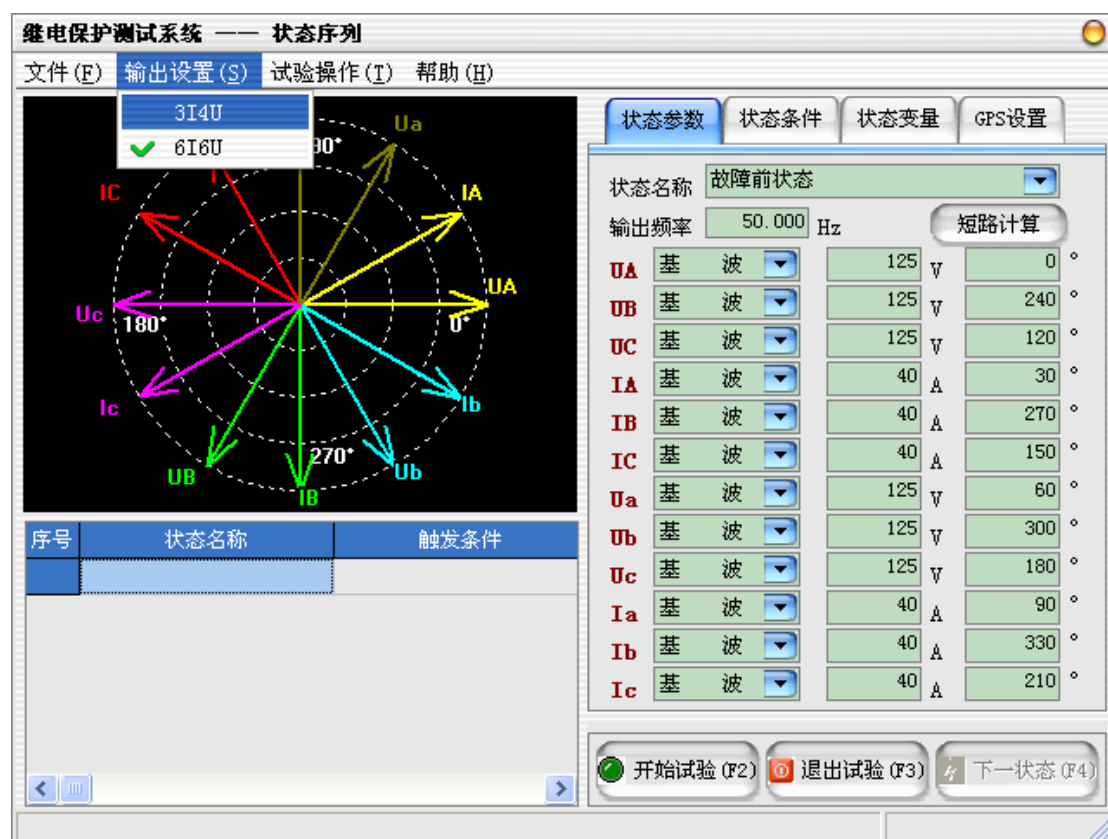 继电保护测试系统 —— 状态序列
文件(F) 输出设置(S) 试验操作(T) 帮助(H)
3I4U
6I6U
90°
Ua
IC
IA
UA
Uc
180°
0°
Ic
Ib
270°
UB
Ub
IB
状态参数 状态条件 状态变量 GPS设置
状态名称 故障前状态
输出频率 50.000 Hz 短路计算
UA 基 波 125 V 0 °
UB 基 波 125 V 240 °
UC 基 波 125 V 120 °
IA 基 波 40 A 30 °
IB 基 波 40 A 270 °
IC 基 波 40 A 150 °
Ua 基 波 125 V 60 °
Ub 基 波 125 V 300 °
Uc 基 波 125 V 180 °
Ia 基 波 40 A 90 °
Ib 基 波 40 A 330 °
Ic 基 波 40 A 210 °
序号 状态名称 触发条件
开始试验(F2) 退出试验(F3) 下一状态(F4)